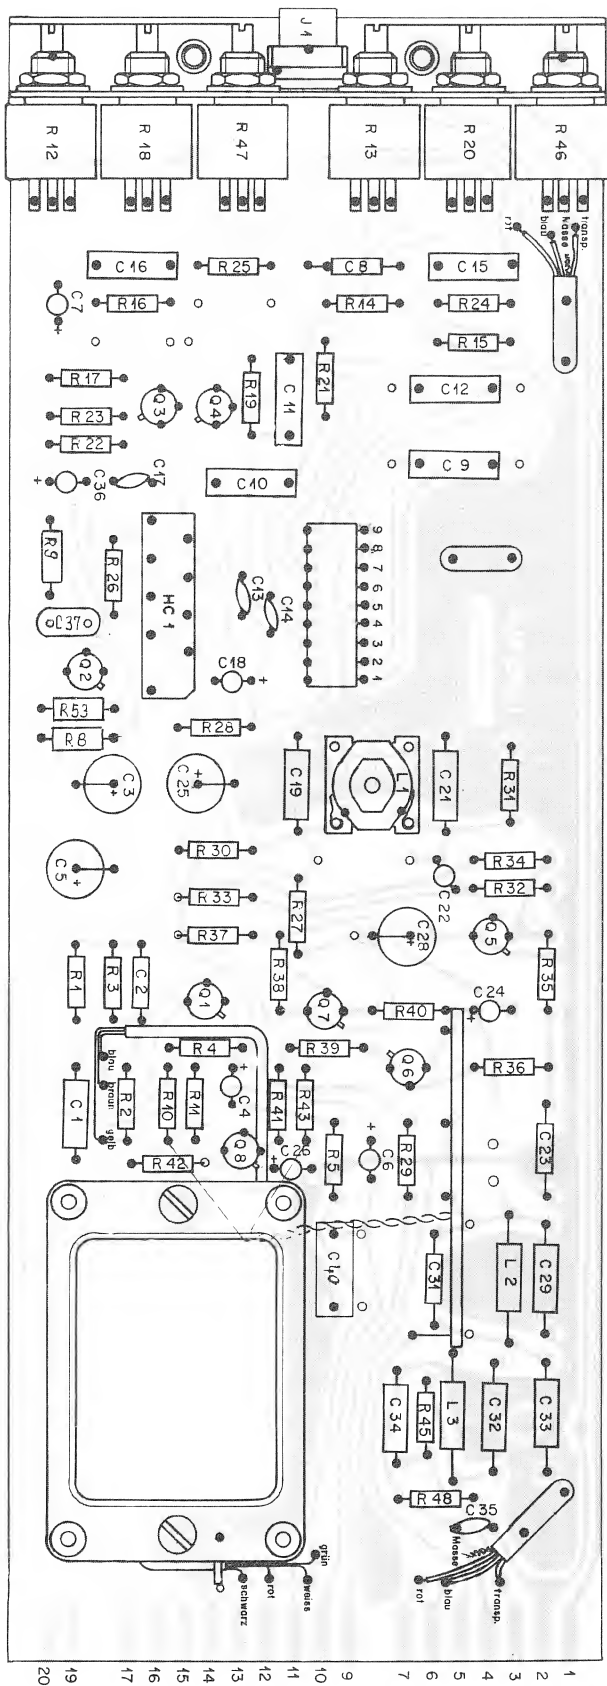 J 1
R 12
R 18
R 47
R 13
R 20
R 46
rot
blau
Masse
transp.
C 16
R 25
C 8
C 15
C 7
+
R 16
R 14
R 24
R 15
R 17
Q 3
Q 4
R 19
C 11
R 21
C 12
R 23
R 22
+
C 36
C 17
C 10
C 9
R 9
R 26
HC 1
C 13
C 14
9
8
7
6
5
4
3
2
1
C 37
Q 2
C 18
+
R 53
R 8
R 28
C 3
+
C 25
+
C 19
L 1
C 21
R 31
C 5
+
R 30
R 34
R 33
R 27
C 22
R 32
R 37
C 28
+
Q 5
R 1
R 3
C 2
Q 1
R 38
Q 7
R 40
C 24
+
R 35
blau
braun
gelb
R 4
R 39
Q 6
R 36
C 1
R 2
R 10
R 11
+
C 4
R 41
R 43
R 42
Q 8
+
C 26
R 5
+
C 6
R 29
C 23
C 40
C 31
L 2
C 29
C 34
R 45
L 3
C 32
C 33
R 48
C 35
Masse
grün
weiss
rot
schwarz
rot
blau
transp.
20
19
17
16
15
14
13
12
11
10
9
7
6
5
4
3
2
1